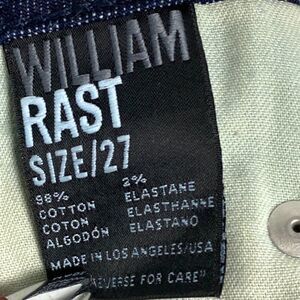 WILLIAM
RAST
SIZE/27
98% 2%
COTTON ELASTANE
COTON ELASTHANNE
ALGODÓN ELASTANO
MADE IN LOS ANGELES/USA
REVERSE FOR CARE"